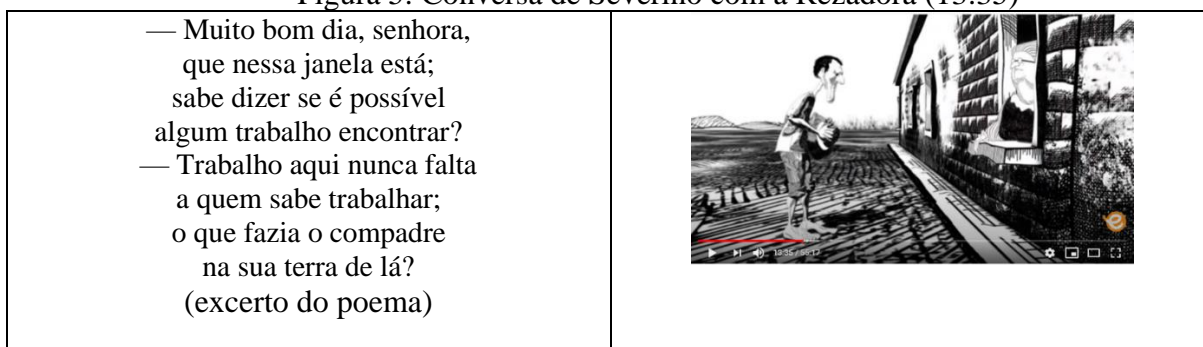 Figura 5: Conversa de Severino com a Rezadora (13:35)
— Muito bom dia, senhora,
que nessa janela está;
sabe dizer se é possível
algum trabalho encontrar?
— Trabalho aqui nunca falta
a quem sabe trabalhar;
o que fazia o compadre
na sua terra de lá?
(excerto do poema)